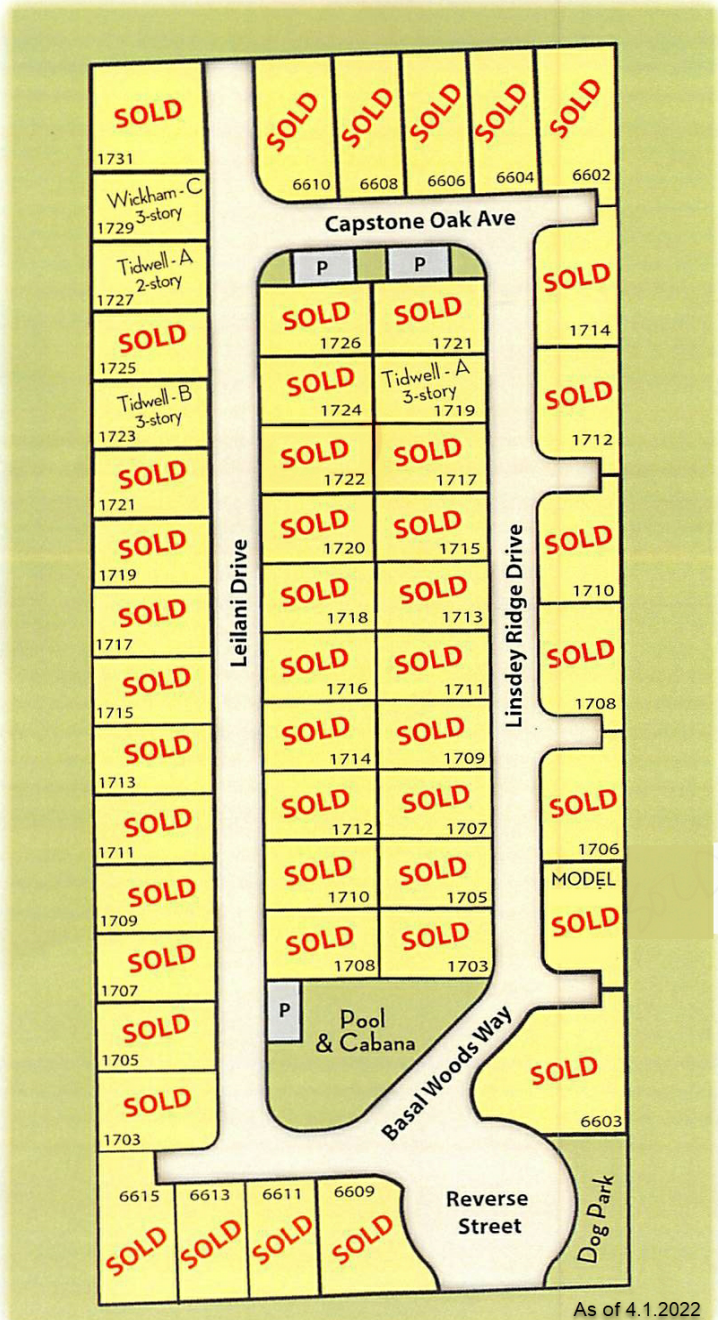 SOLD
1731
Wickham-C
3-story
1729
Tidwell-A
2-story
1727
SOLD
1725
Tidwell-B
3-story
1723
SOLD
1721
SOLD
1719
SOLD
1717
SOLD
1715
SOLD
1713
SOLD
1711
SOLD
1709
SOLD
1707
SOLD
1705
SOLD
1703
SOLD
6610
SOLD
6608
SOLD
6606
SOLD
6604
SOLD
6602
Capstone Oak Ave
P
P
Leilani Drive
SOLD
1726
SOLD
1721
SOLD
1724
Tidwell-A
3-story
1719
SOLD
1722
SOLD
1717
SOLD
1720
SOLD
1715
SOLD
1718
SOLD
1713
SOLD
1716
SOLD
1711
SOLD
1714
SOLD
1709
SOLD
1712
SOLD
1707
SOLD
1710
SOLD
1705
SOLD
1708
SOLD
1703
P
Pool
& Cabana
Linsdey Ridge Drive
SOLD
1714
SOLD
1712
SOLD
1710
SOLD
1708
SOLD
1706
MODEL
SOLD
Basal Woods Way
SOLD
6603
6615
SOLD
6613
SOLD
6611
SOLD
6609
SOLD
Reverse
Street
Dog Park
As of 4.1.2022